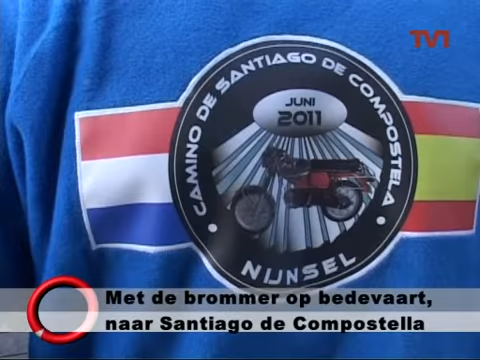 TV1
CAMINO DE SANTIAGO DE COMPOSTELA
JUNI
2011
NIJNSEL
Met de brommer op bedevaart,
naar Santiago de Compostella